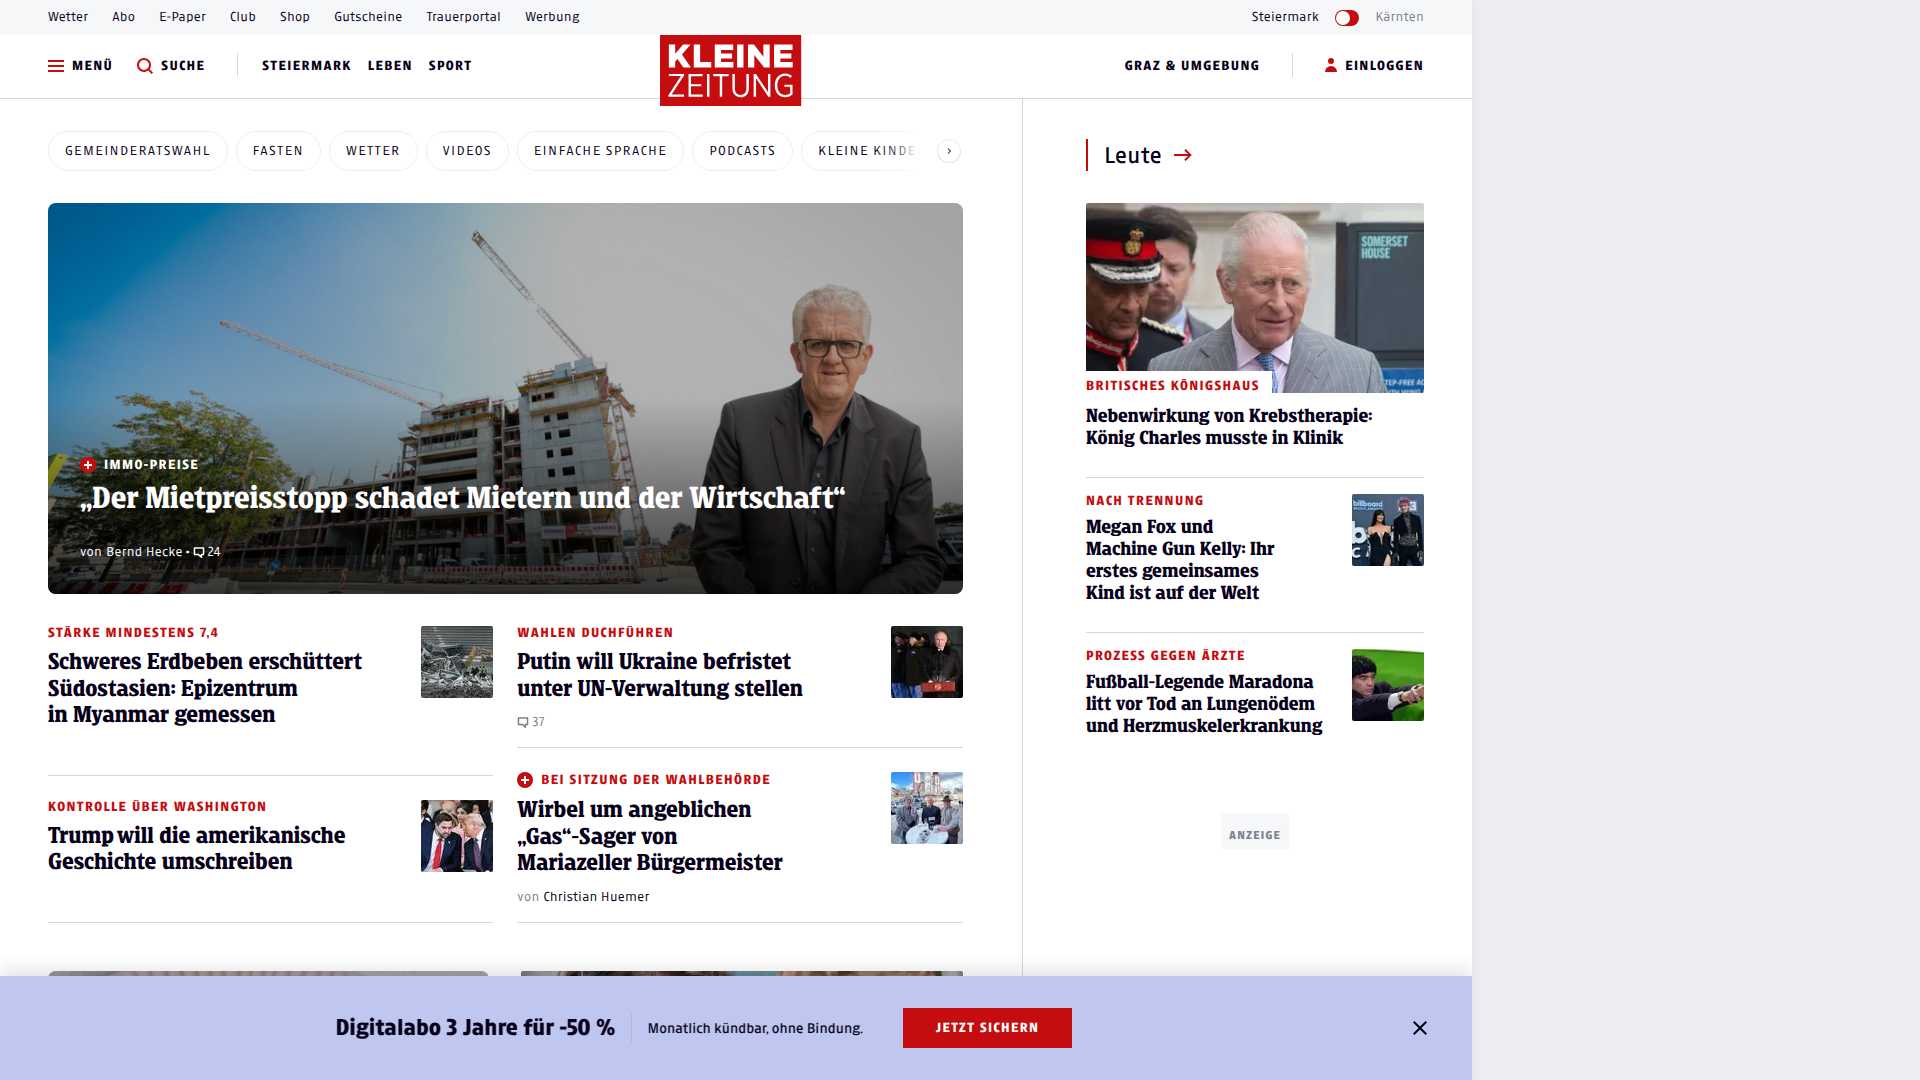 Wetter Abo E-Paper Club Shop Gutscheine Trauerportal Werbung Steiermark Kärnten
MENÜ SUCHE STEIERMARK LEBEN SPORT KLEINE ZEITUNG GRAZ & UMGEBUNG EINLOGGEN
GEMEINDERATSWAHL FASTEN WETTER VIDEOS EINFACHE SPRACHE PODCASTS KLEINE KINDE
IMMO-PREISE
„Der Mietpreisstopp schadet Mietern und der Wirtschaft“
von Bernd Hecke • 24
STÄRKE MINDESTENS 7,4
Schweres Erdbeben erschüttert
Südostasien: Epizentrum
in Myanmar gemessen
WAHLEN DUCHFÜHREN
Putin will Ukraine befristet
unter UN-Verwaltung stellen
37
KONTROLLE ÜBER WASHINGTON
Trump will die amerikanische
Geschichte umschreiben
BEI SITZUNG DER WAHLBEHÖRDE
Wirbel um angeblichen
„Gas“-Sager von
Mariazeller Bürgermeister
von Christian Huemer
Leute
SOMERSET
HOUSE
TEP-FREE AC
BRITISCHES KÖNIGSHAUS
Nebenwirkung von Krebstherapie:
König Charles musste in Klinik
NACH TRENNUNG
Megan Fox und
Machine Gun Kelly: Ihr
erstes gemeinsames
Kind ist auf der Welt
billboard
PROZESS GEGEN ÄRZTE
Fußball-Legende Maradona
litt vor Tod an Lungenödem
und Herzmuskelerkrankung
ANZEIGE
Digitalabo 3 Jahre für -50 % Monatlich kündbar, ohne Bindung. JETZT SICHERN